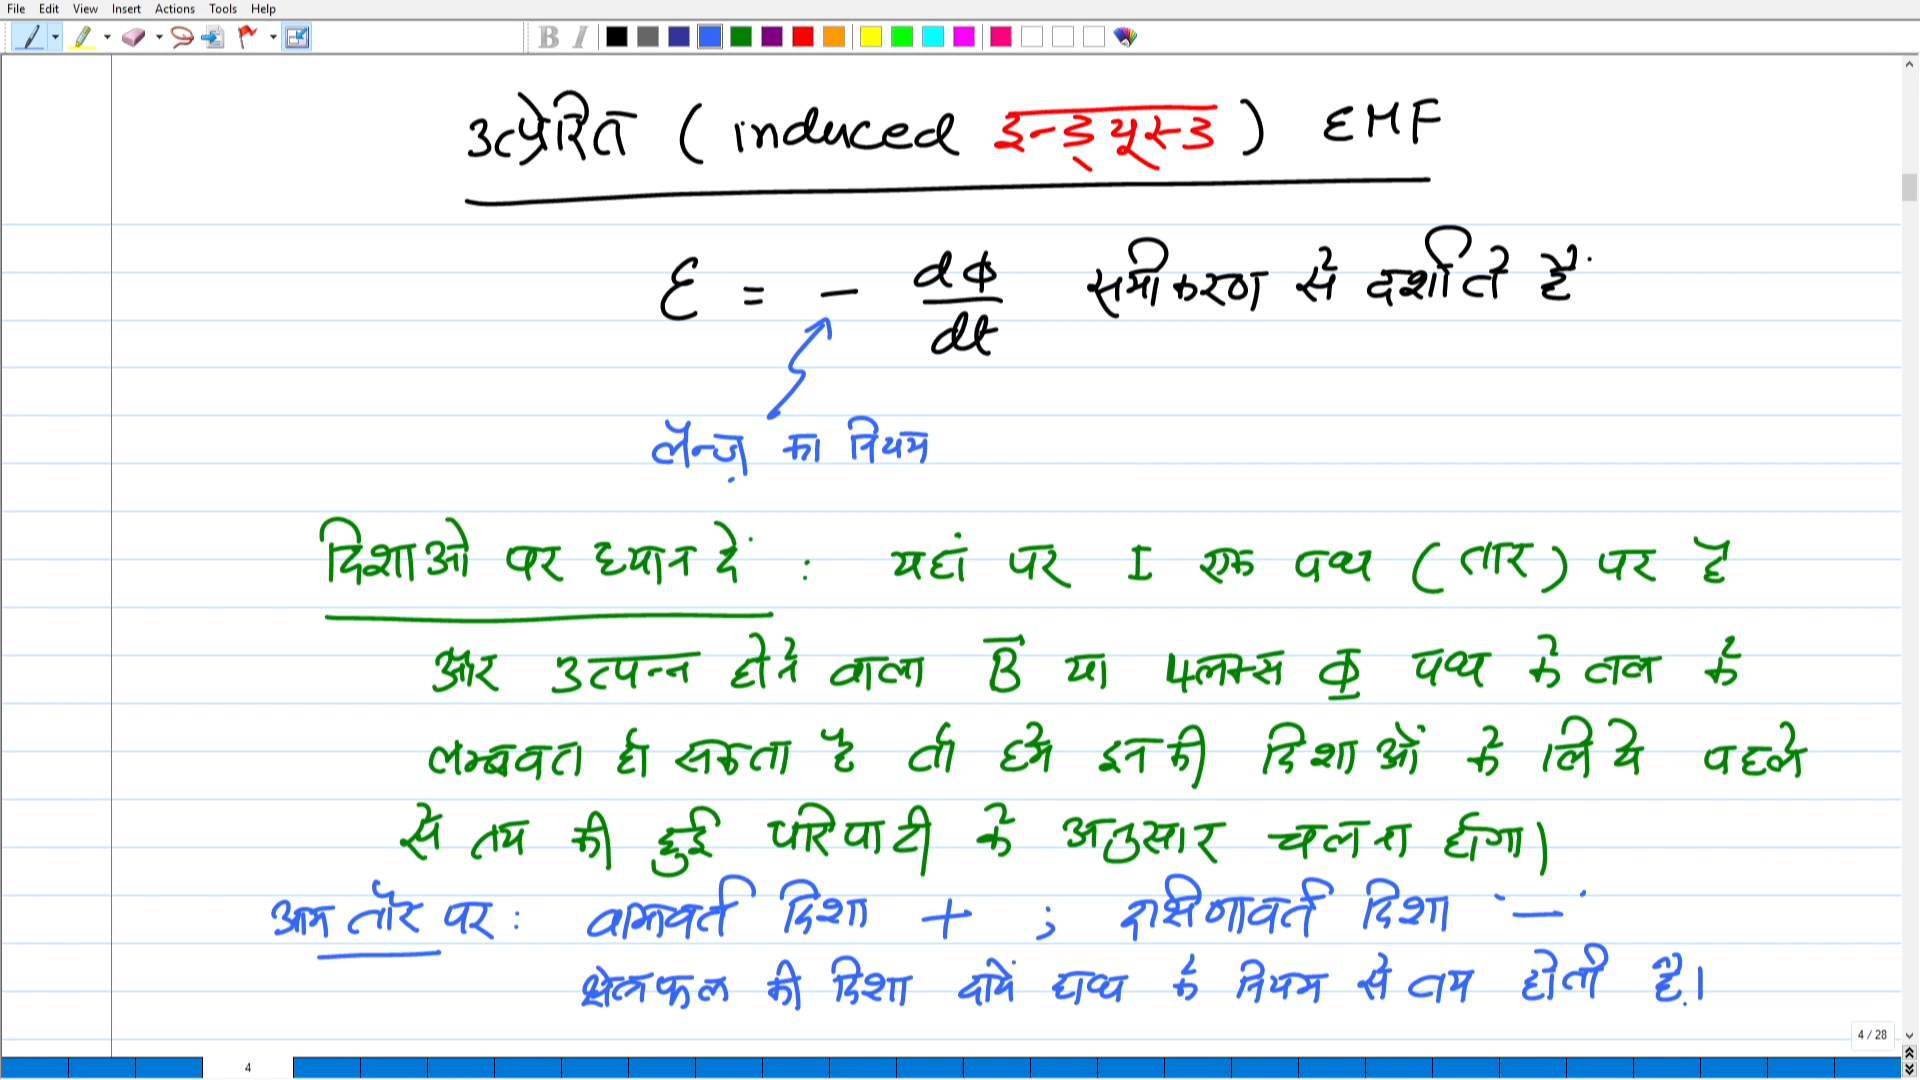 File Edit View Insert Actions Tools Help
B I
उत्प्रेरित ( induced इन्ड्यूस्ड ) EMF
ε = - dΦ/dt समीकरण से दर्शाते हैं
लैन्ज़ का नियम
दिशाओ पर ध्यान दें : यहां पर I एक पथ (तार) पर है
और उत्पन्न होने वाला B⃗ या फ्लक्स Φ पथ के तल के
लम्बवत हो सकता है तो हमे इनकी दिशाओं के लिये पहले
से तय की हुई परिपाटी के अनुसार चलना होगा।
आम तौर पर : वामावर्त दिशा + ; दक्षिणावर्त दिशा '—'
क्षेत्रफल की दिशा दायें हाथ के नियम से तय होती है।
4 / 28
4